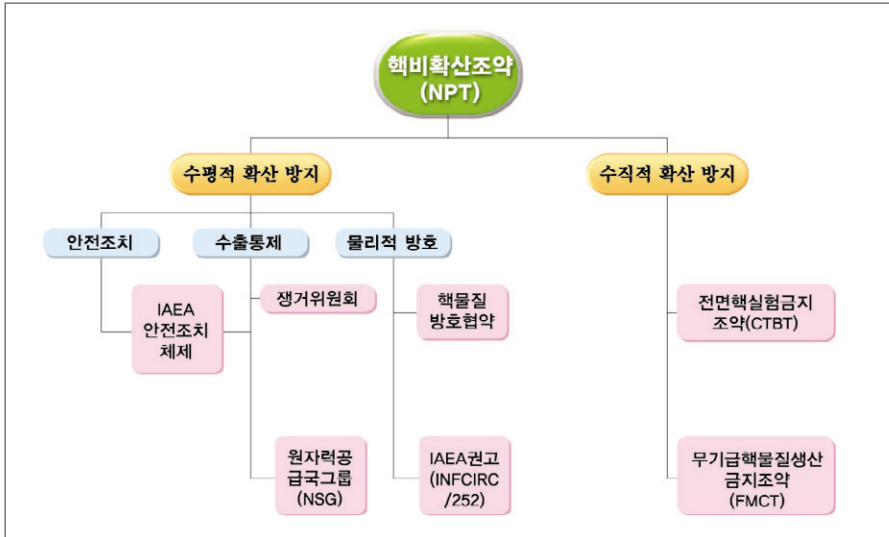 핵비확산조약
(NPT)
수평적 확산 방지
수직적 확산 방지
안전조치
수출통제
물리적 방호
IAEA
안전조치
체제
쟁거위원회
핵물질
방호협약
전면핵실험금지
조약(CTBT)
원자력공
급국그룹
(NSG)
IAEA권고
(INFCIRC
/252)
무기급핵물질생산
금지조약
(FMCT)